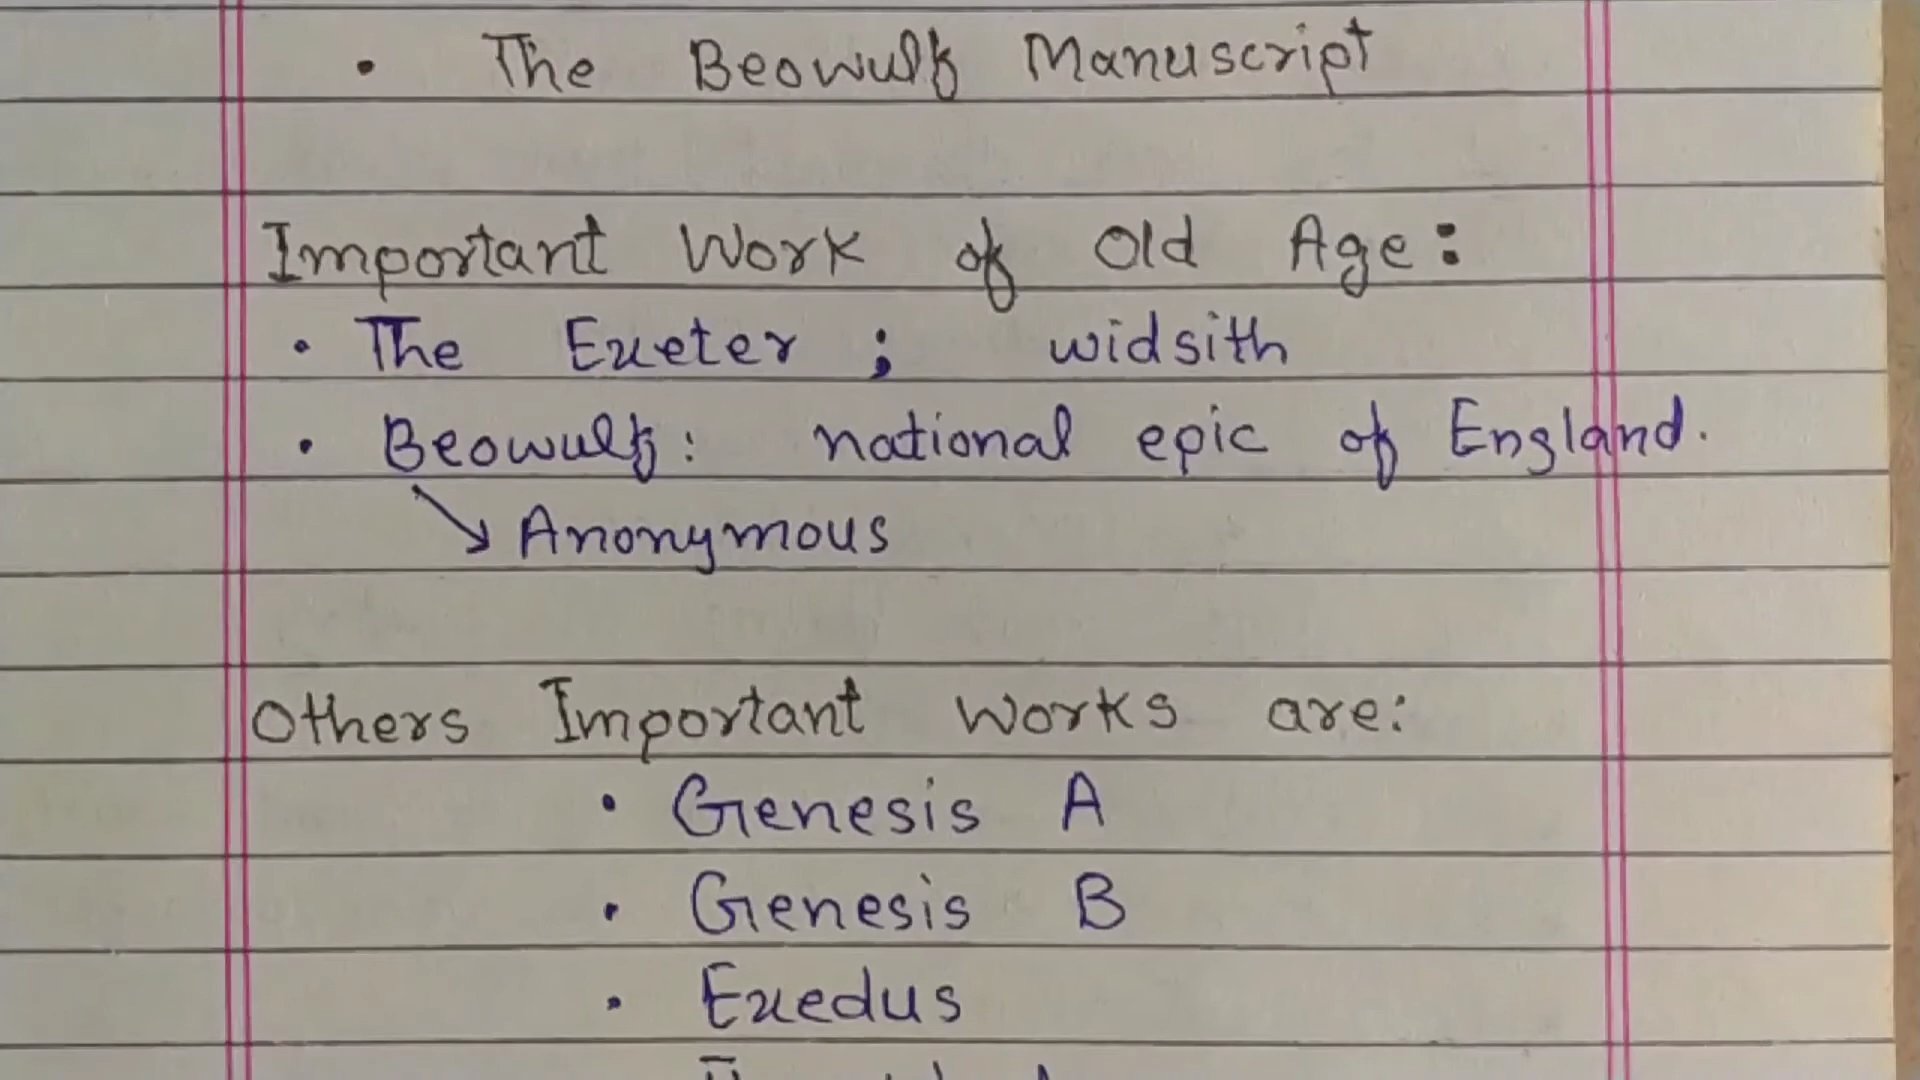 • The Beowulf Manuscript
Important Work of Old Age:
• The Exeter ; widsith
• Beowulf: national epic of England.
↘ Anonymous
Others Important Works are:
• Genesis A
• Genesis B
• Exedus